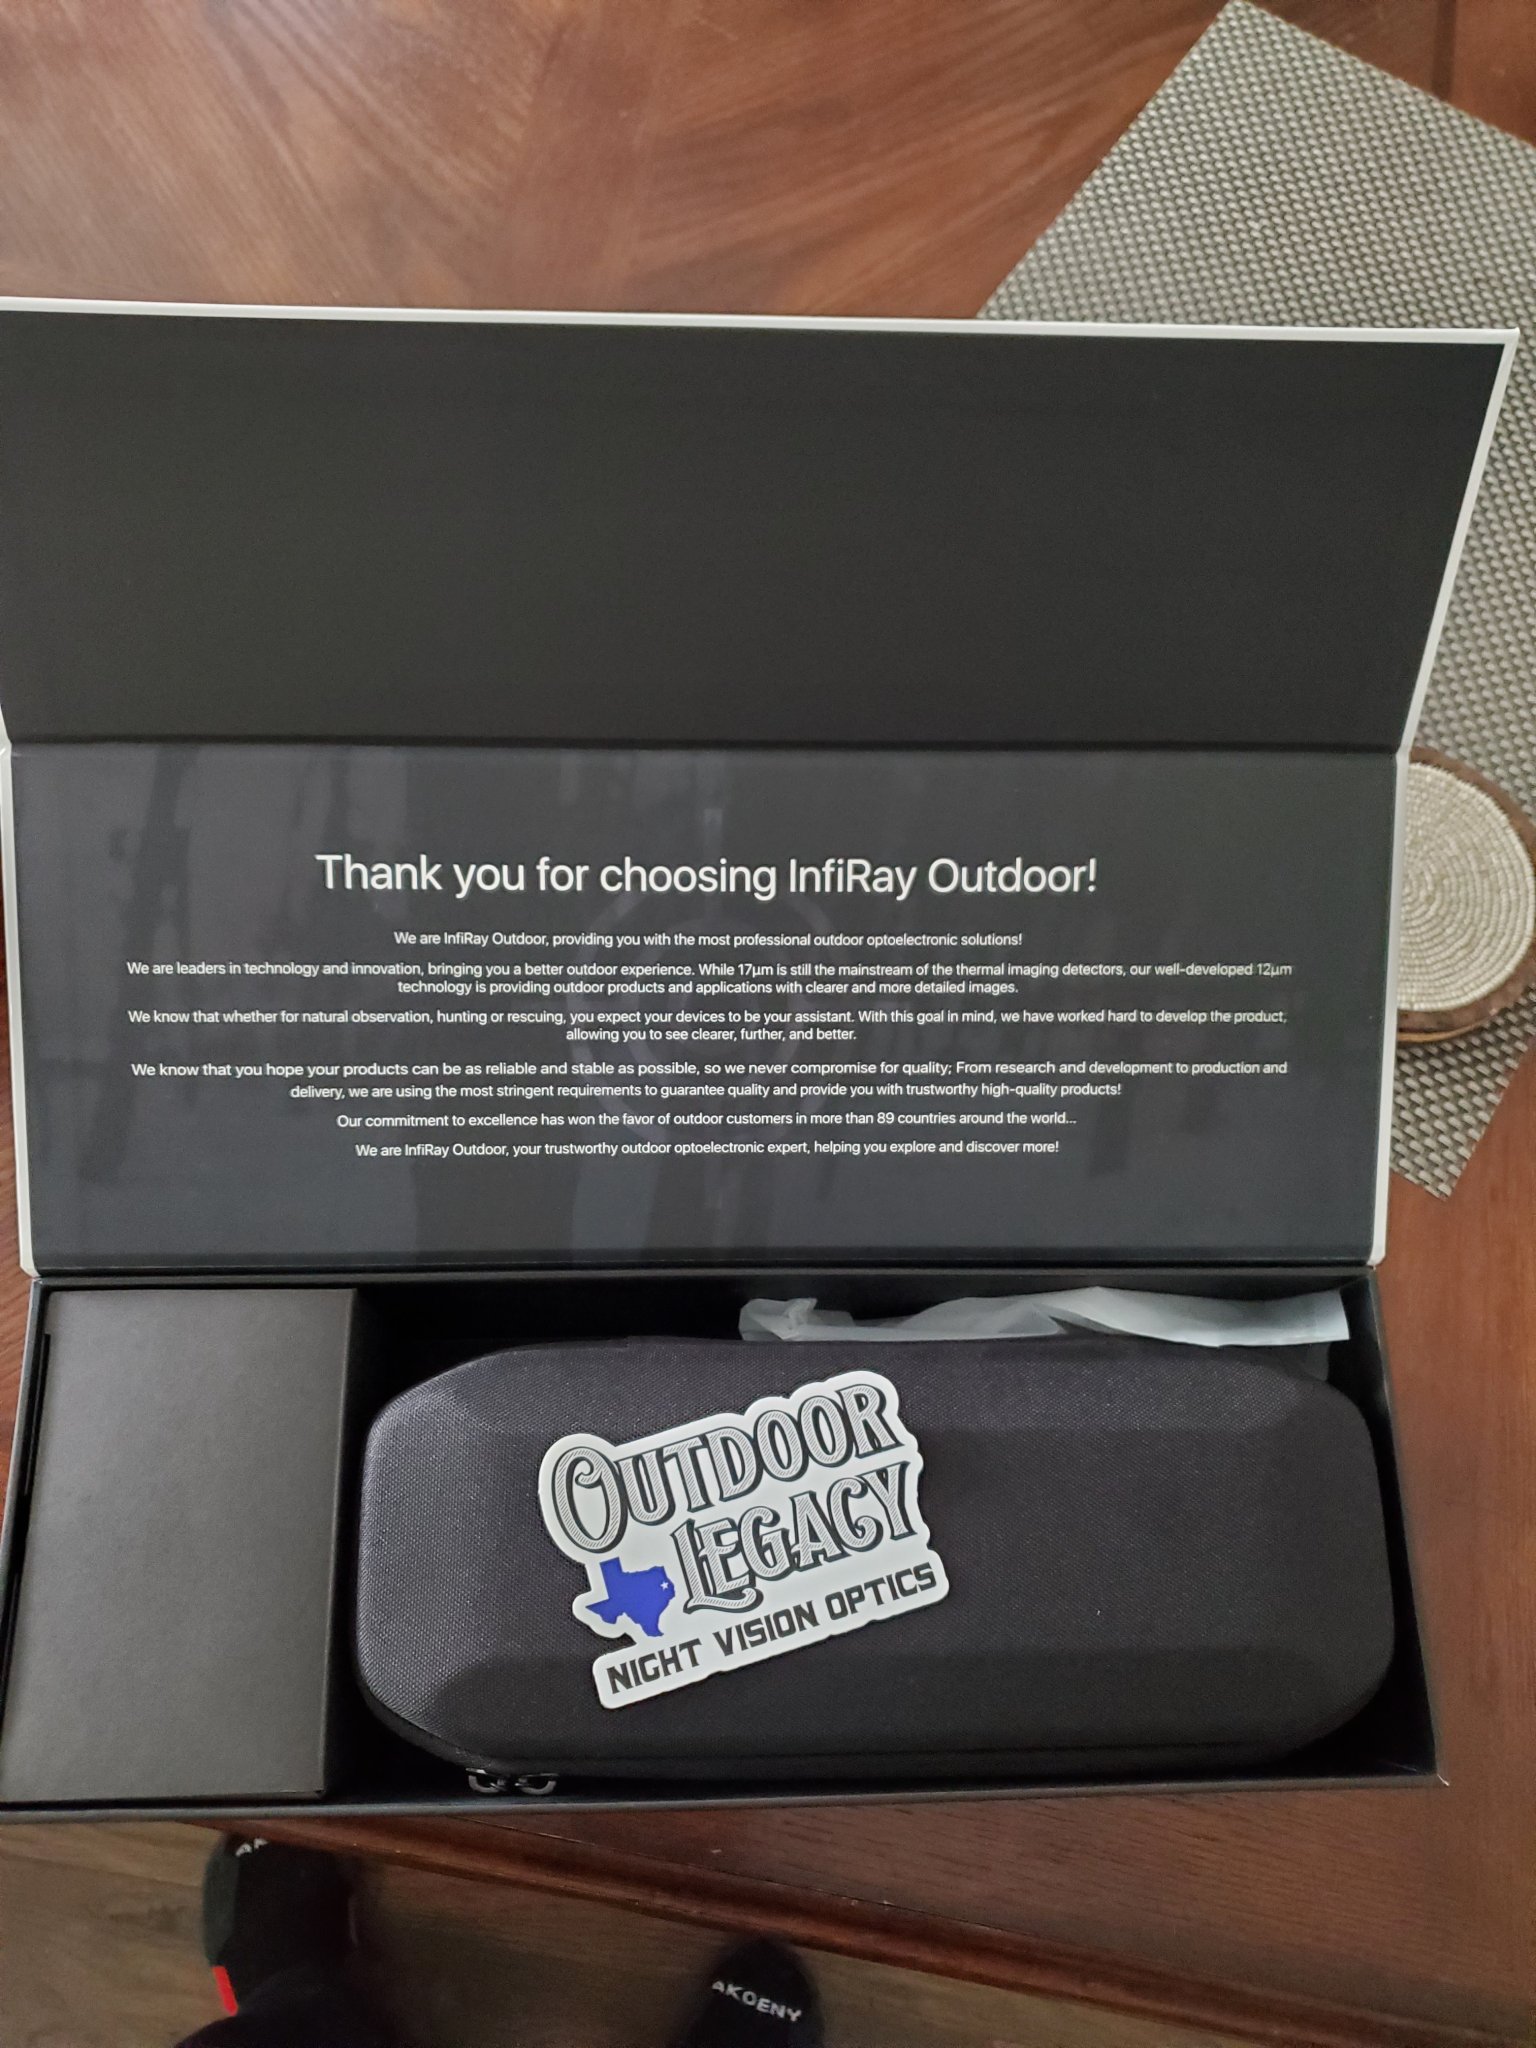 Thank you for choosing InfiRay Outdoor!
We are InfiRay Outdoor, providing you with the most professional outdoor optoelectronic solutions!
We are leaders in technology and innovation, bringing you a better outdoor experience. While 17μm is still the mainstream of the thermal imaging detectors, our well-developed 12μm
technology is providing outdoor products and applications with clearer and more detailed images.
We know that whether for natural observation, hunting or rescuing, you expect your devices to be your assistant. With this goal in mind, we have worked hard to develop the product,
allowing you to see clearer, further, and better.
We know that you hope your products can be as reliable and stable as possible, so we never compromise for quality; From research and development to production and
delivery, we are using the most stringent requirements to guarantee quality and provide you with trustworthy high-quality products!
Our commitment to excellence has won the favor of outdoor customers in more than 89 countries around the world...
We are InfiRay Outdoor, your trustworthy outdoor optoelectronic expert, helping you explore and discover more!
OUTDOOR
LEGACY
NIGHT VISION OPTICS
AKOENY